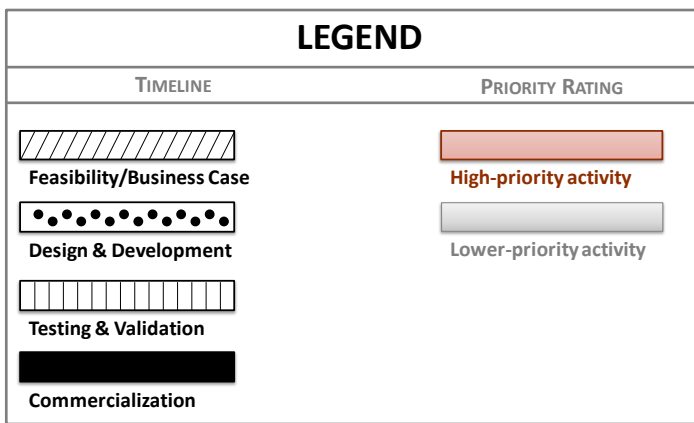 LEGEND
TIMELINE PRIORITY RATING
Feasibility/Business Case High-priority activity
Design & Development Lower-priority activity
Testing & Validation
Commercialization